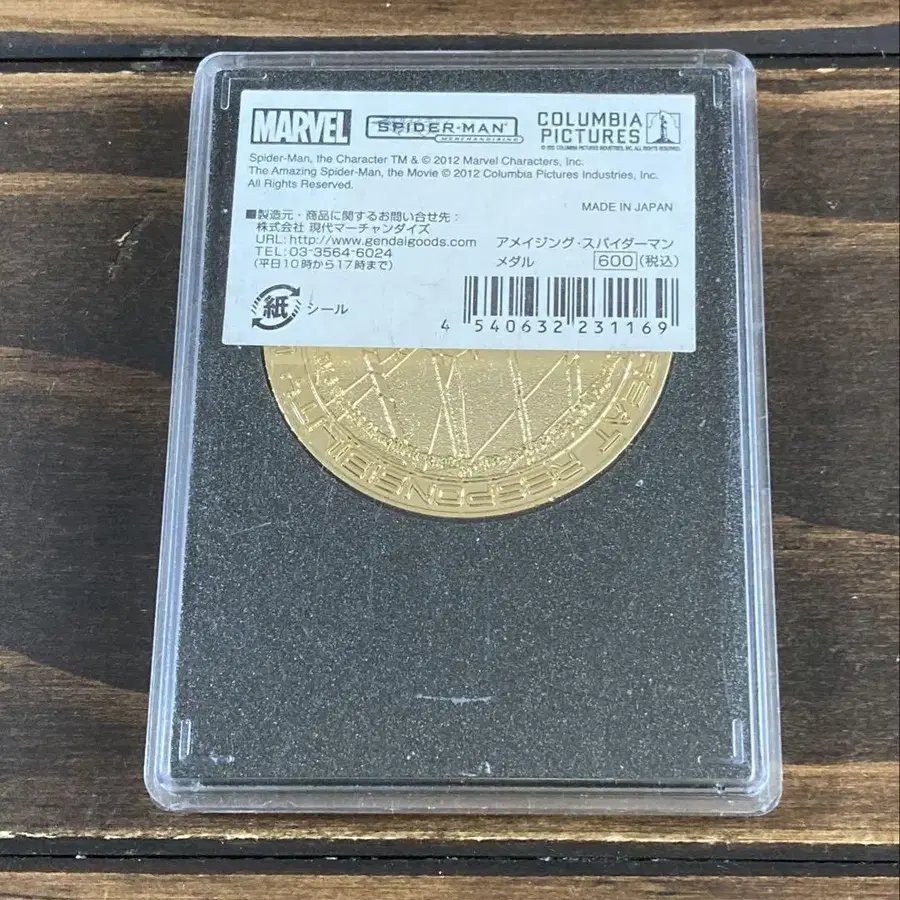 MARVEL
SPIDER-MAN®
MERCHANDISING
COLUMBIA
PICTURES
Spider-Man, the Character TM & © 2012 Marvel Characters, Inc.
The Amazing Spider-Man, the Movie © 2012 Columbia Pictures Industries, Inc.
All Rights Reserved.
MADE IN JAPAN
■製造元・商品に関するお問い合せ先：
株式会社 現代マーチャンダイズ
URL:http://www.gendaigoods.com
TEL:03-3564-6024
(平日10時から17時まで)
アメイジング・スパイダーマン
メダル 600(税込)
紙 シール
4 540632 231169
REAT RESPONSIBILITY